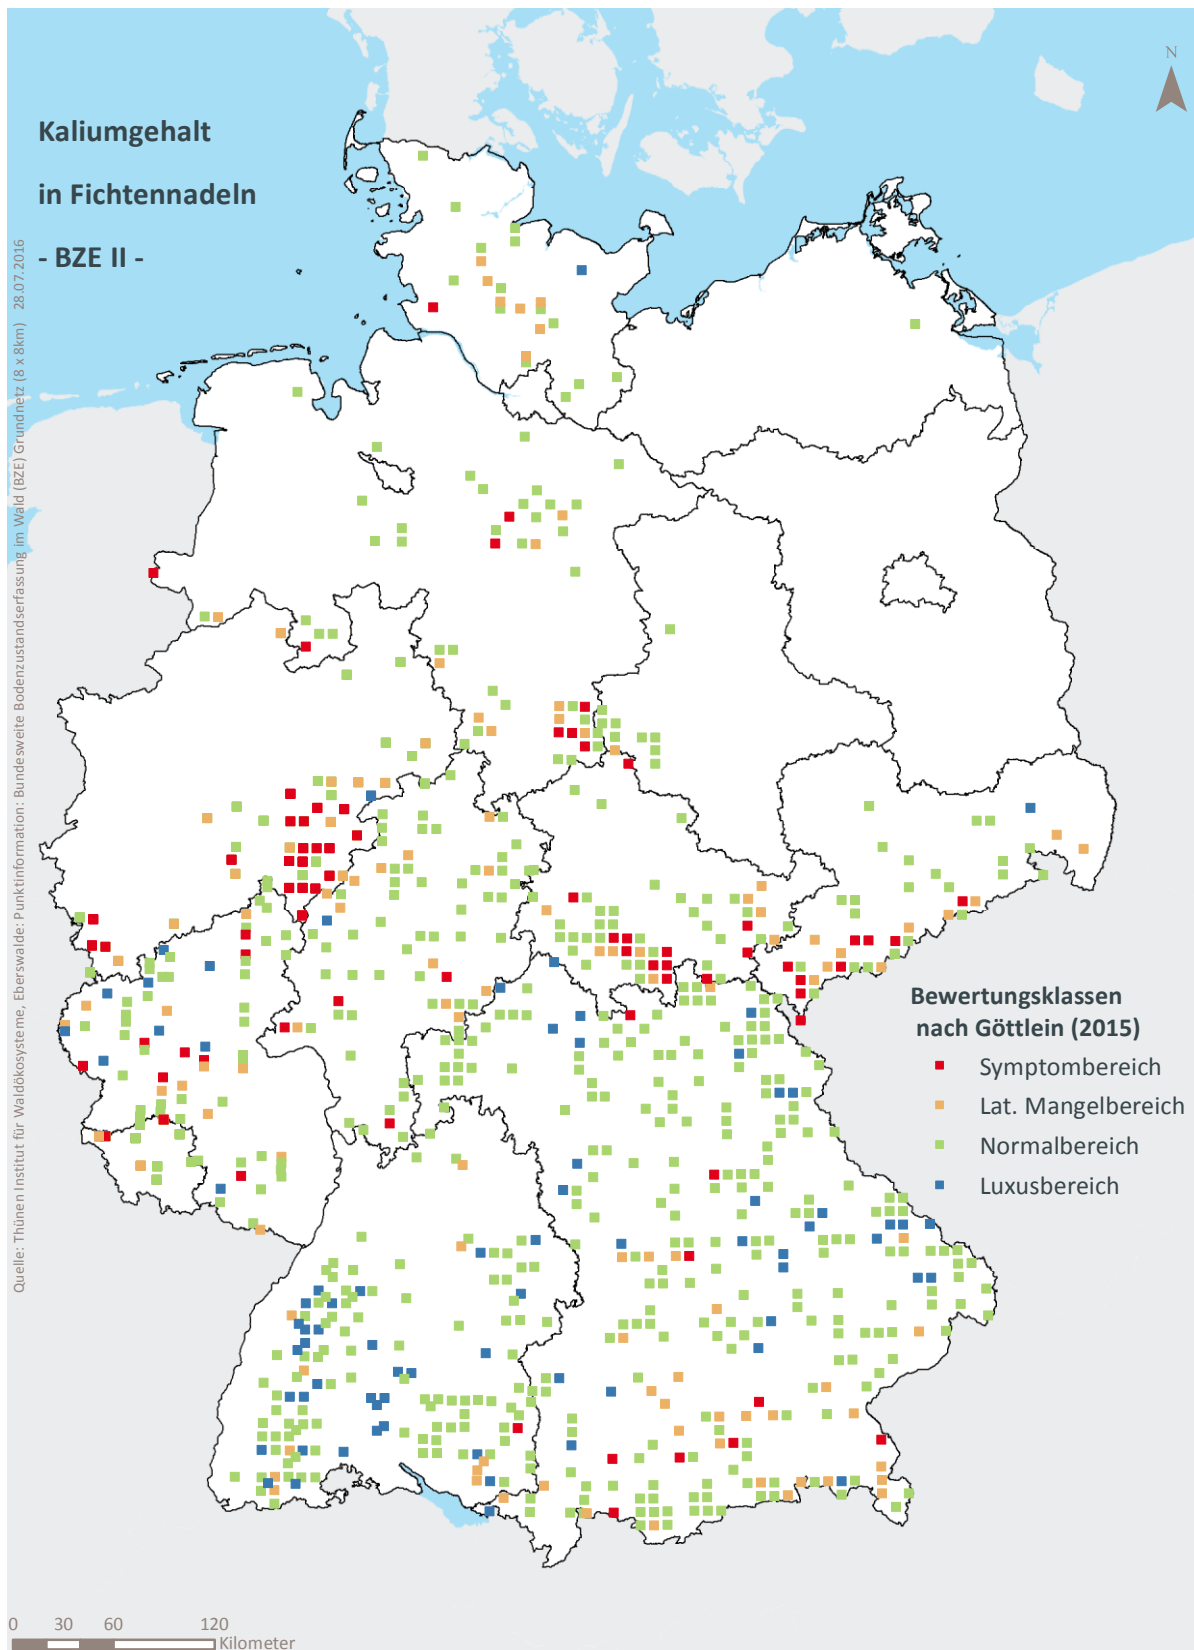 Kaliumgehalt
in Fichtennadeln
- BZE II -
N
Quelle: Thünen Institut für Waldökosysteme, Eberswalde: Punktinformation: Bundesweite Bodenzustandserfassung im Wald (BZE) Grundnetz (8 x 8km) 28.07.2016
Bewertungsklassen
nach Göttlein (2015)
Symptombereich
Lat. Mangelbereich
Normalbereich
Luxusbereich
0 30 60 120
Kilometer